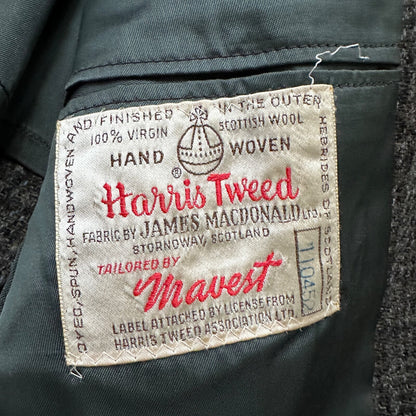 DYED, SPUN, HANDWOVEN AND FINISHED IN THE OUTER HEBRIDES OF SCOTLAND
100% VIRGIN SCOTTISH WOOL
HAND WOVEN
®
Harris Tweed
FABRIC BY JAMES MACDONALD LTD.
STORNOWAY, SCOTLAND
TAILORED BY
Mavest
LABEL ATTACHED BY LICENSE FROM
HARRIS TWEED ASSOCIATION LTD.